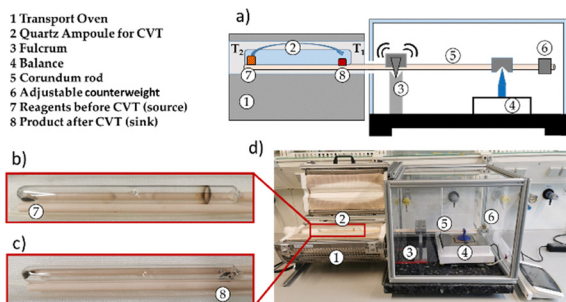 1 Transport Oven
2 Quartz Ampoule for CVT
3 Fulcrum
4 Balance
5 Corundum rod
6 Adjustable counterweight
7 Reagents before CVT (source)
8 Product after CVT (sink)
a)
T2
2
T1
7
8
1
5
6
3
4
b)
7
c)
8
d)
2
1
5
6
3
4